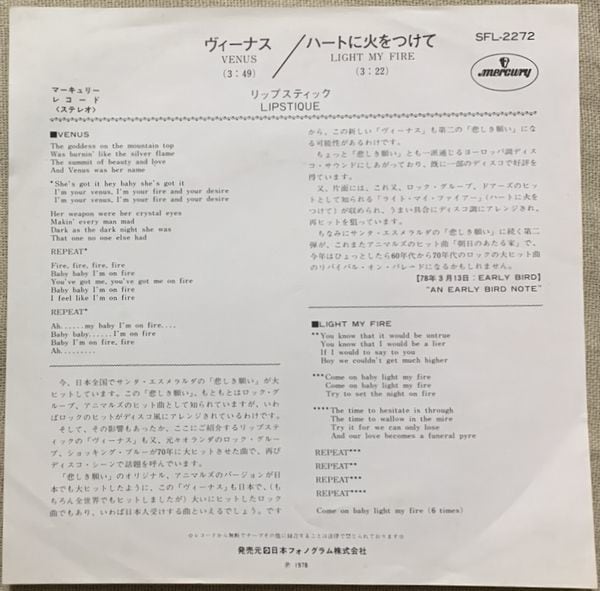 ヴィーナス/ハートに火をつけて
VENUS LIGHT MY FIRE
(3:49) (3:22)
SFL-2272
mercury
マーキュリー
レコード
〈ステレオ〉
リップスティック
LIPSTIQUE
■VENUS
The goddess on the mountain top
Was burnin' like the silver flame
The summit of beauty and love
And Venus was her name
*She's got it hey baby she's got it
I'm your venus, I'm your fire and your desire
I'm your venus, I'm your fire and your desire
Her weapon were her crystal eyes
Makin' every man mad
Dark as the dark night she was
That one no one else had
REPEAT*
Fire, fire, fire, fire
Baby baby I'm on fire
You've got me, you've got me on fire
Baby baby I'm on fire
I feel like I'm on fire
REPEAT*
Ah......my baby I'm on fire....
Baby baby......I'm on fire
Baby I'm on fire, fire
Ah.........
今、日本全国でサンタ・エスメラルダの「悲しき願い」が大
ヒットしています。この「悲しき願い」、もともとはロック・グ
ループ、アニマルズのヒット曲として知られていますが、いわ
ばロックのヒットがディスコ風にアレンジされているわけです。
そして、その影響もあったか、ここにご紹介するリップステ
ィックの「ヴィーナス」も又、元々オランダのロック・グルー
プ、ショッキング・ブルーが70年に大ヒットさせた曲で、再び
ディスコ・シーンで話題を呼んでいます。
「悲しき願い」のオリジナル、アニマルズのバージョンが日
本でも大ヒットしたように、この「ヴィーナス」も日本で、(も
ちろん全世界でもヒットしましたが)大いにヒットしたロック
曲でもあり、いわば日本人受けする曲といえるでしょう。です
から、この新しい「ヴィーナス」も第二の「悲しき願い」にな
る可能性があるわけです。
ちょっと「悲しき願い」とも一派通じるヨーロッパ調ディス
コ・サウンドにしあがっており、既に一部のディスコで好評を
得ています。
又、片面には、これ又、ロック・グループ、ドアーズのヒッ
トとして知られる「ライト・マイ・ファイアー」(ハートに火を
つけて)が収められ、うまい具合にディスコ調にアレンジされ、
再ヒットを狙っています。
ちなみにサンタ・エスメラルダの「悲しき願い」に続く第二
弾が、これまたアニマルズのヒット曲「朝日のあたる家」で、
今年はひょっとしたら60年代から70年代のロックの大ヒット曲
のリバイバル・オン・パレードになるかもしれません。
【78年3月13日:EARLY BIRD】
"AN EARLY BIRD NOTE"
■LIGHT MY FIRE
**You know that it would be untrue
You know that I would be a lier
If I would to say to you
Boy we couldn't get much higher
***Come on baby light my fire
Come on baby light my fire
Try to set the night on fire
****The time to hesitate is through
The time to wallow in the mire
Try it for we can only lose
And our love becomes a funeral pyre
REPEAT***
REPEAT**
REPEAT***
REPEAT****
Come on baby light my fire (6 times)
○レコードから無断でテープその他に録音することは法律で禁じられております。
発売元 日本フォノグラム株式会社
℗ 1978